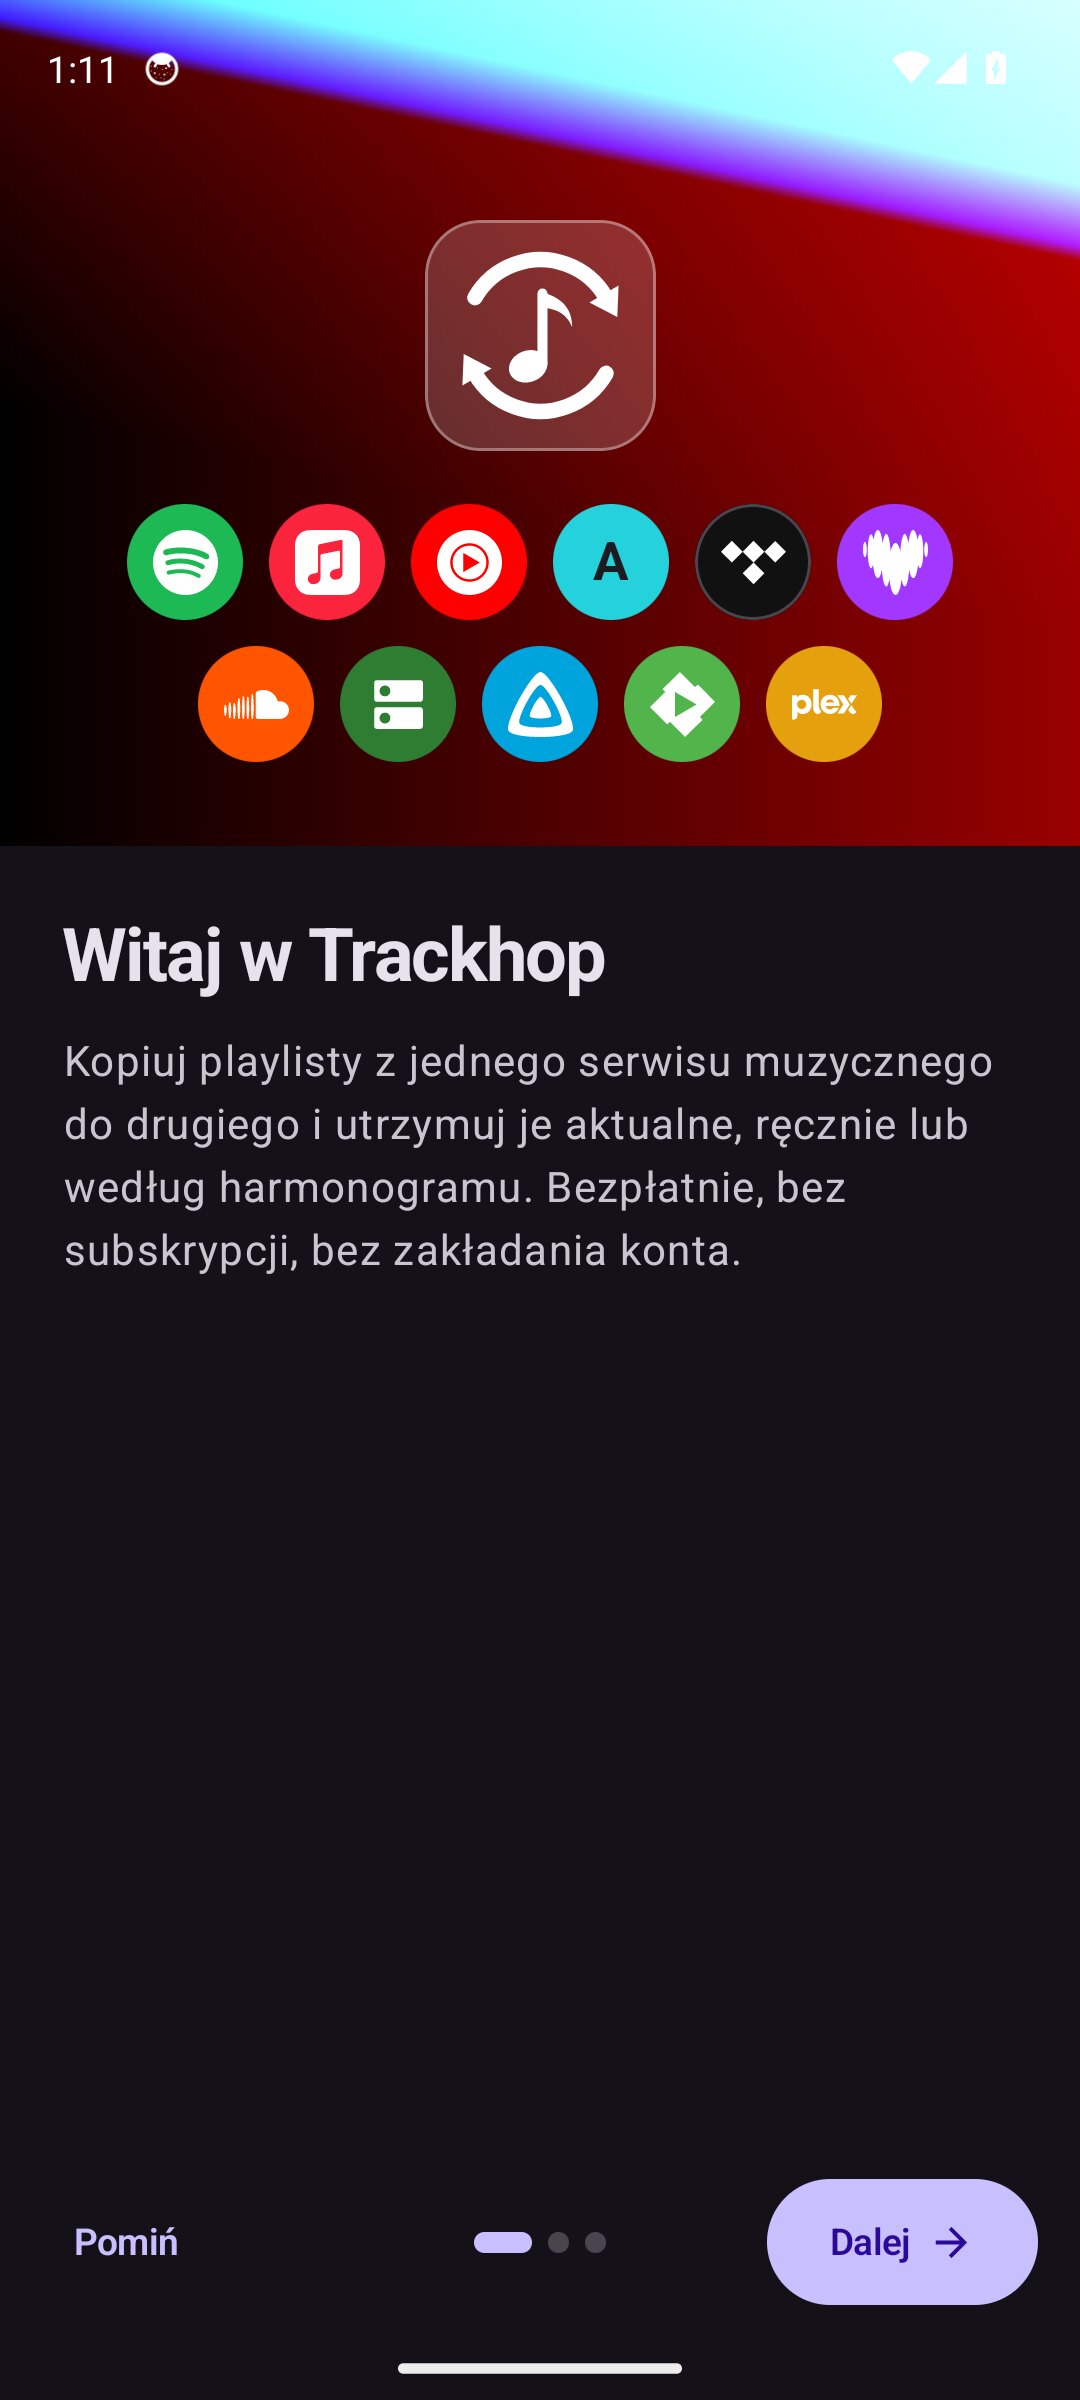 1:11
A
plex
Witaj w Trackhop
Kopiuj playlisty z jednego serwisu muzycznego
do drugiego i utrzymuj je aktualne, ręcznie lub
według harmonogramu. Bezpłatnie, bez
subskrypcji, bez zakładania konta.
Pomiń
Dalej